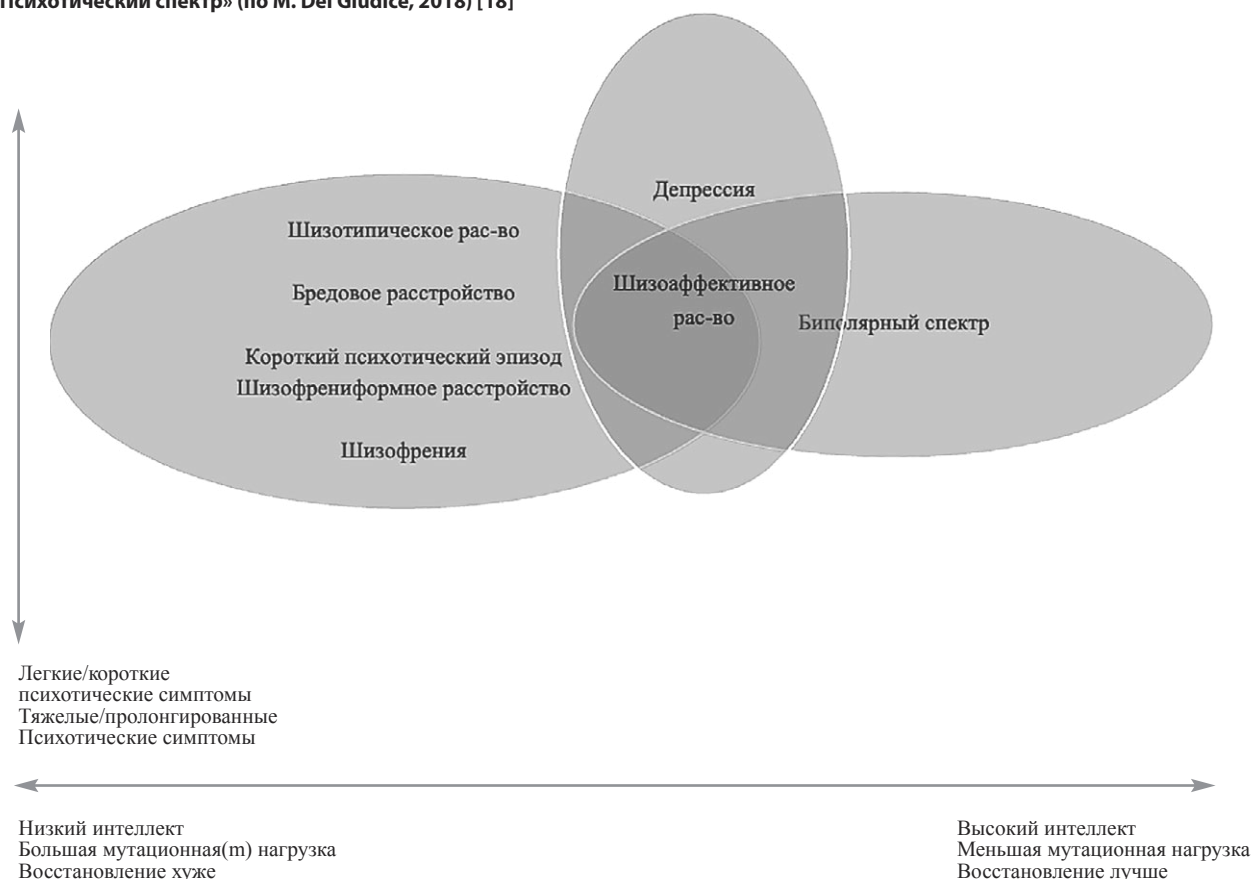 Психотический спектр» (по M. Del Giudice, 2018) [18]
Депрессия
Шизотипическое рас-во
Бредовое расстройство
Шизоаффективное
рас-во
Биполярный спектр
Короткий психотический эпизод
Шизофрениформное расстройство
Шизофрения
Легкие/короткие
психотические симптомы
Тяжелые/пролонгированные
Психотические симптомы
Низкий интеллект
Большая мутационная(m) нагрузка
Восстановление хуже
Высокий интеллект
Меньшая мутационная нагрузка
Восстановление лучше